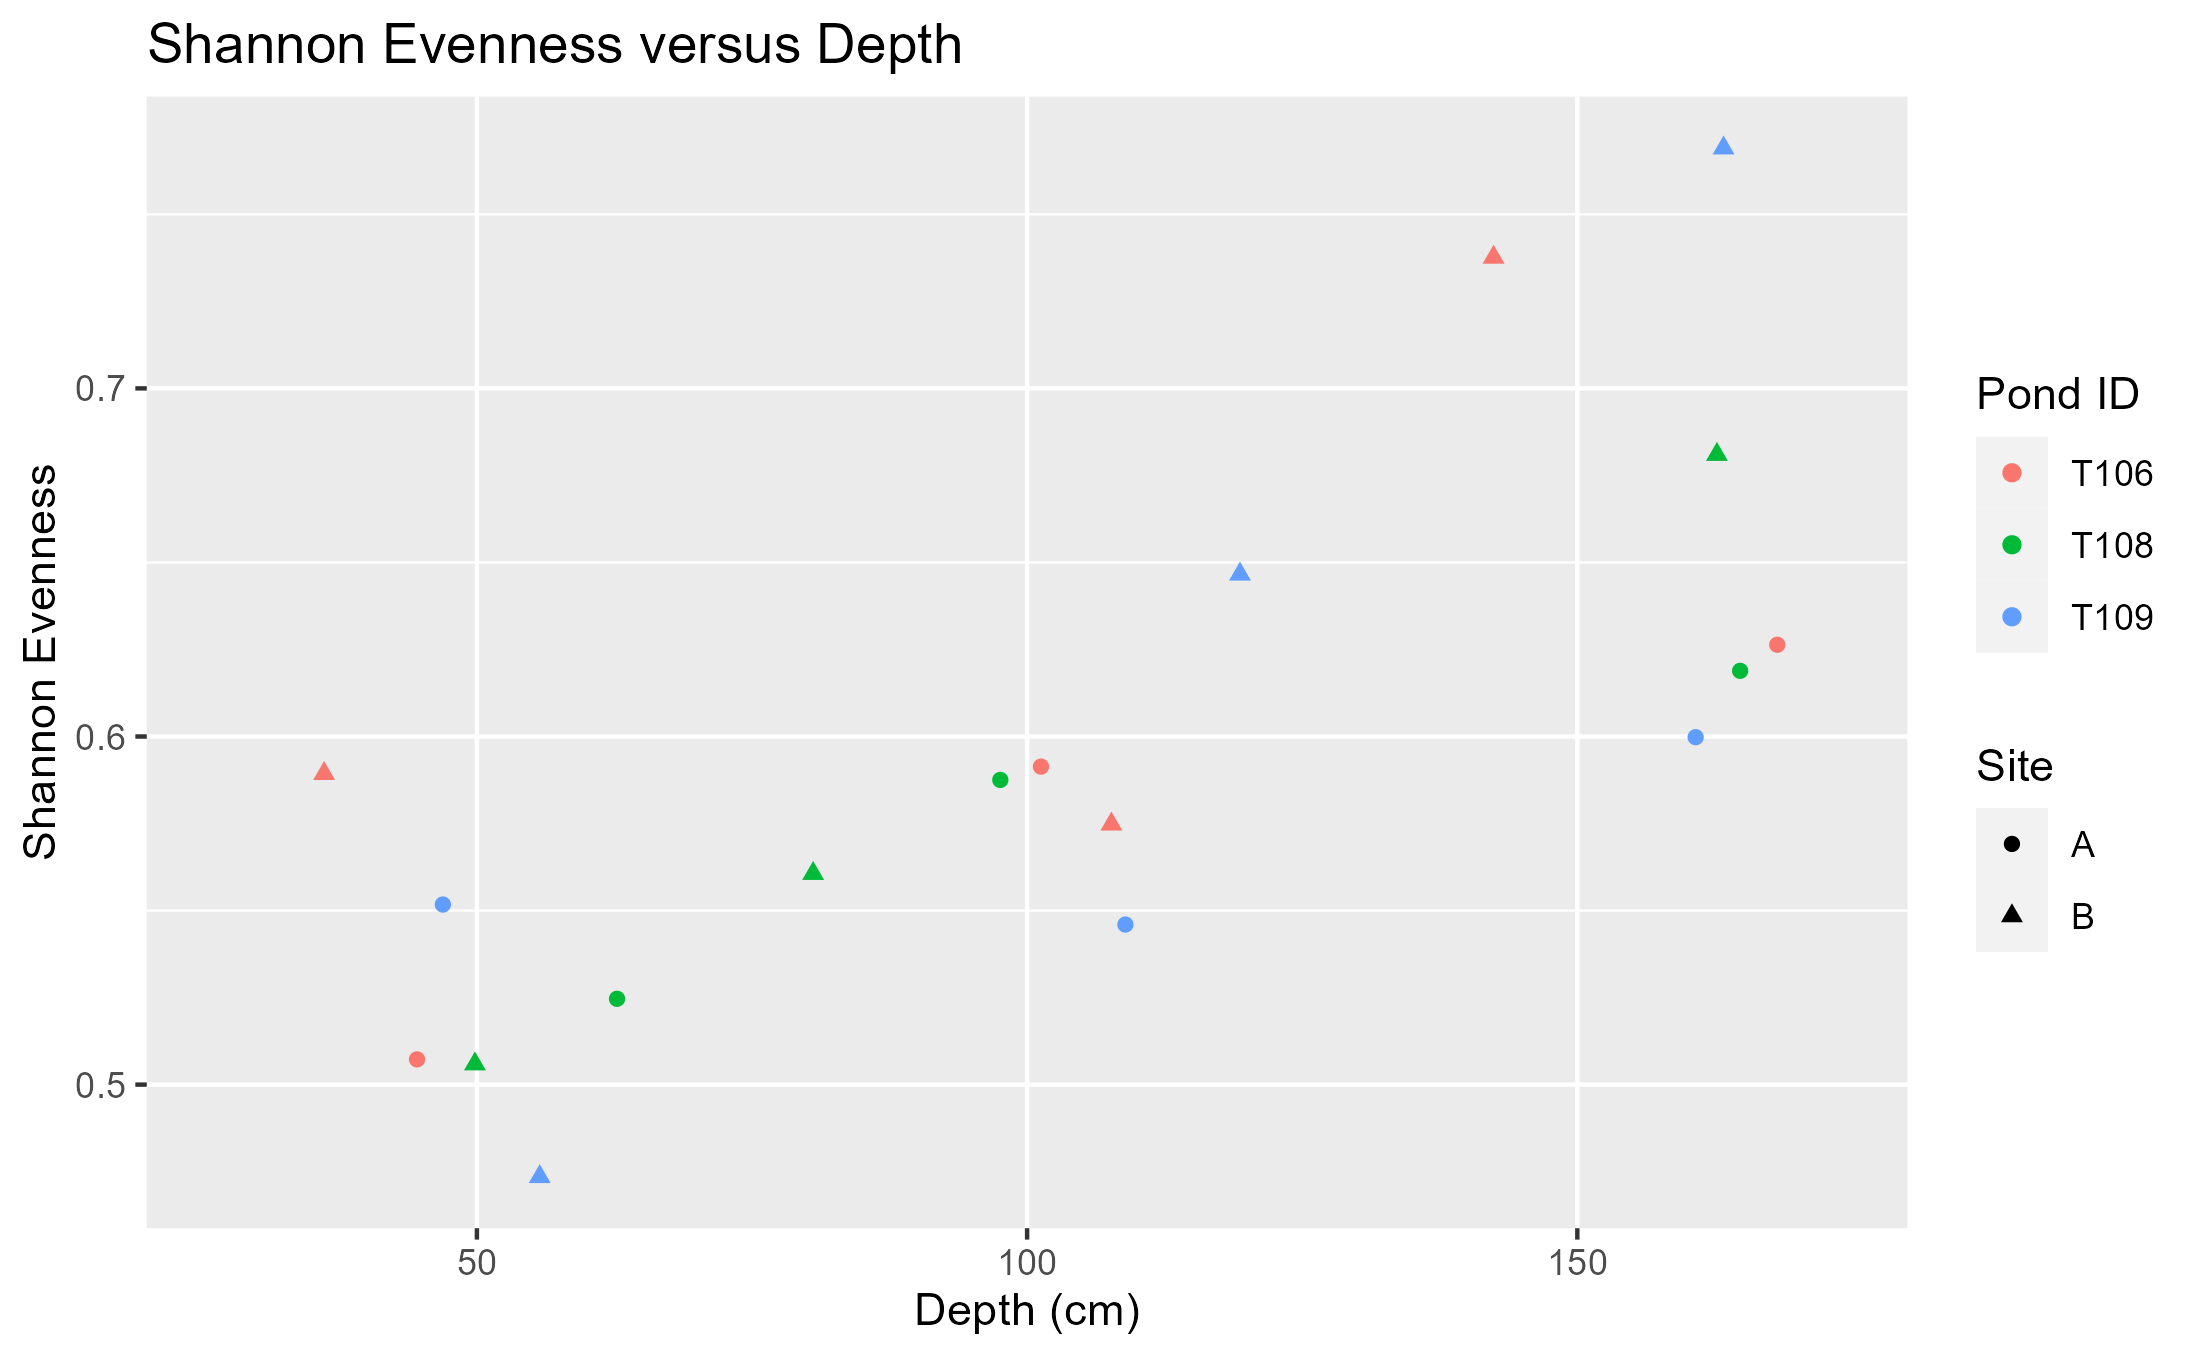 Shannon Evenness versus Depth
Shannon Evenness
0.7
0.6
0.5
50
100
150
Depth (cm)
Pond ID
T106
T108
T109
Site
A
B